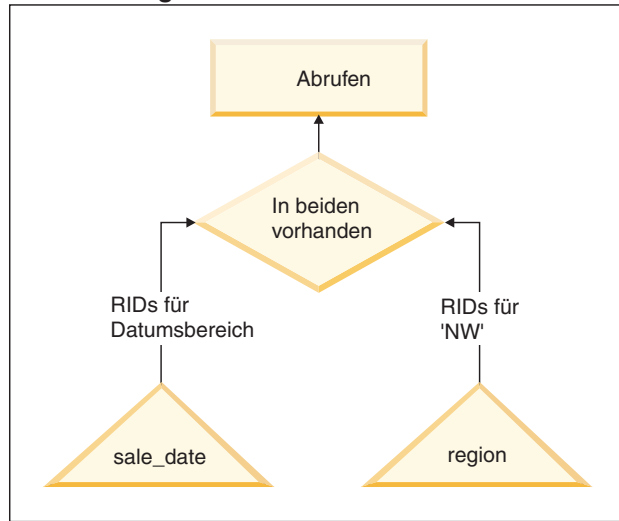 Abrufen
In beiden
vorhanden
RIDs für
Datumsbereich
RIDs für
'NW'
sale_date
region